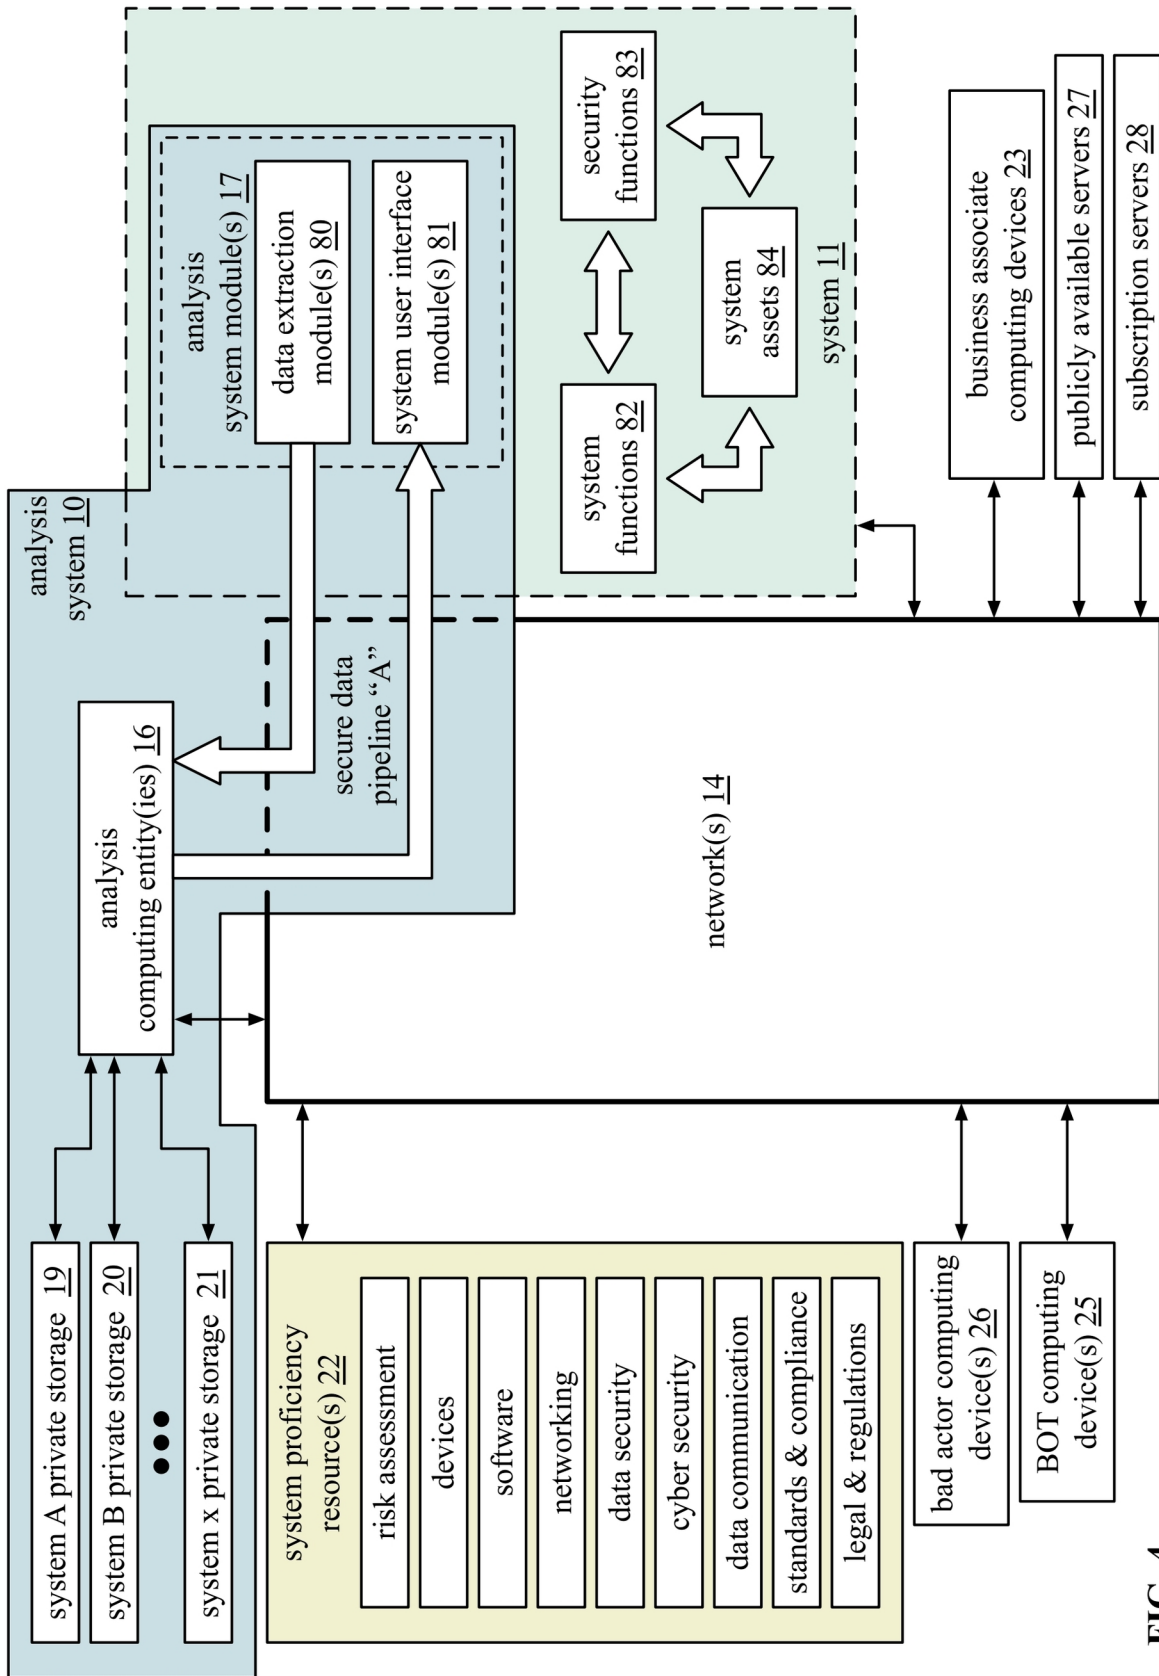 system A private storage 19
system B private storage 20
system x private storage 21
analysis
computing entity(ies) 16
analysis
system 10
analysis
system module(s) 17
data extraction
module(s) 80
system user interface
module(s) 81
secure data
pipeline “A”
system proficiency
resource(s) 22
risk assessment
devices
software
networking
data security
cyber security
data communication
standards & compliance
legal & regulations
network(s) 14
system
functions 82
security
functions 83
system
assets 84
system 11
bad actor computing
device(s) 26
BOT computing
device(s) 25
business associate
computing devices 23
publicly available servers 27
subscription servers 28
FIG. 4